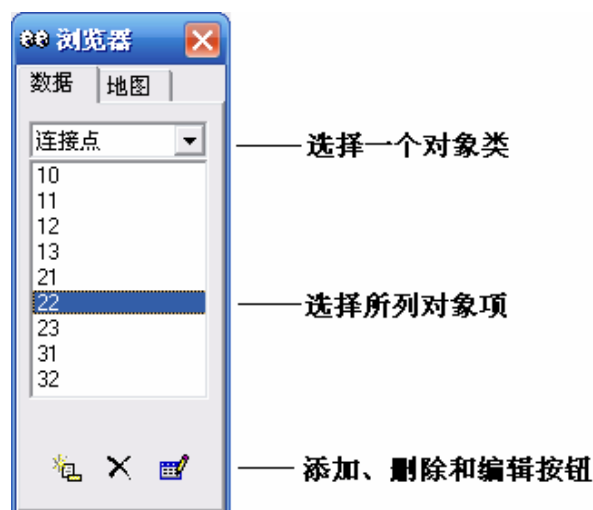 浏览器
数据 地图
连接点
选择一个对象类
10
11
12
13
21
22
选择所列对象项
23
31
32
添加、删除和编辑按钮